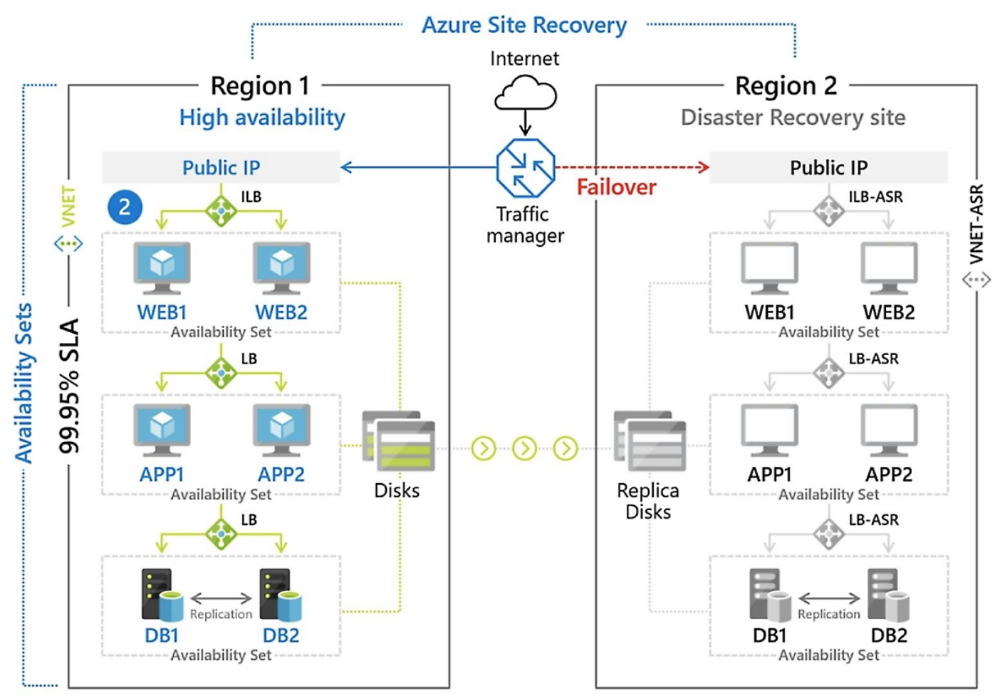 Azure Site Recovery
Internet
Region 1
High availability
Region 2
Disaster Recovery site
Public IP
Public IP
Failover
Traffic
manager
2
ILB
ILB-ASR
VNET
VNET-ASR
WEB1
WEB2
Availability Set
WEB1
WEB2
Availability Set
Availability Sets
99.95% SLA
LB
LB-ASR
APP1
APP2
Availability Set
APP1
APP2
Availability Set
Disks
Replica
Disks
LB
LB-ASR
Replication
DB1
DB2
Availability Set
Replication
DB1
DB2
Availability Set